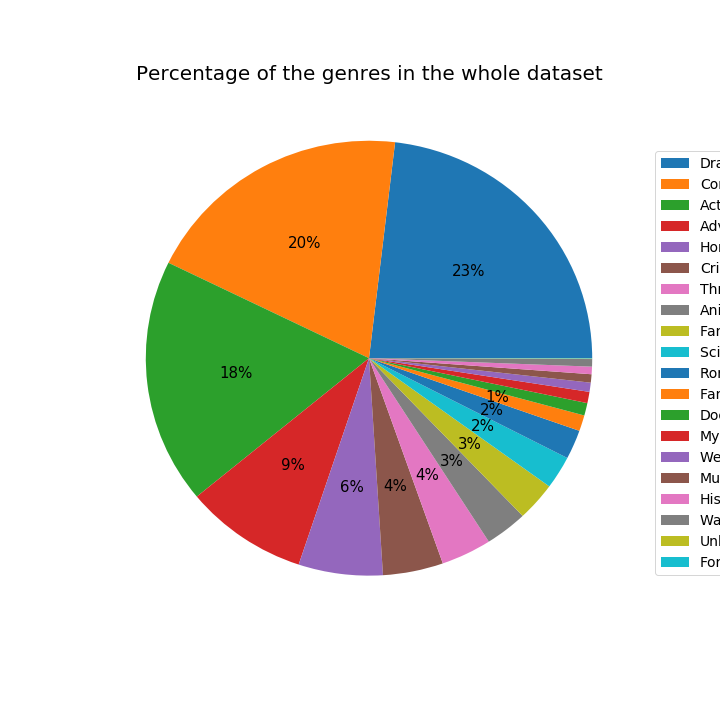 Percentage of the genres in the whole dataset
20%
23%
18%
9%
6%
4%
4%
3%
3%
2%
2%
1%
Dra
Cor
Act
Adv
Hor
Cri
Thr
Ani
Far
Sci
Ror
Far
Doc
My
We
Mu
His
Wa
Unl
For